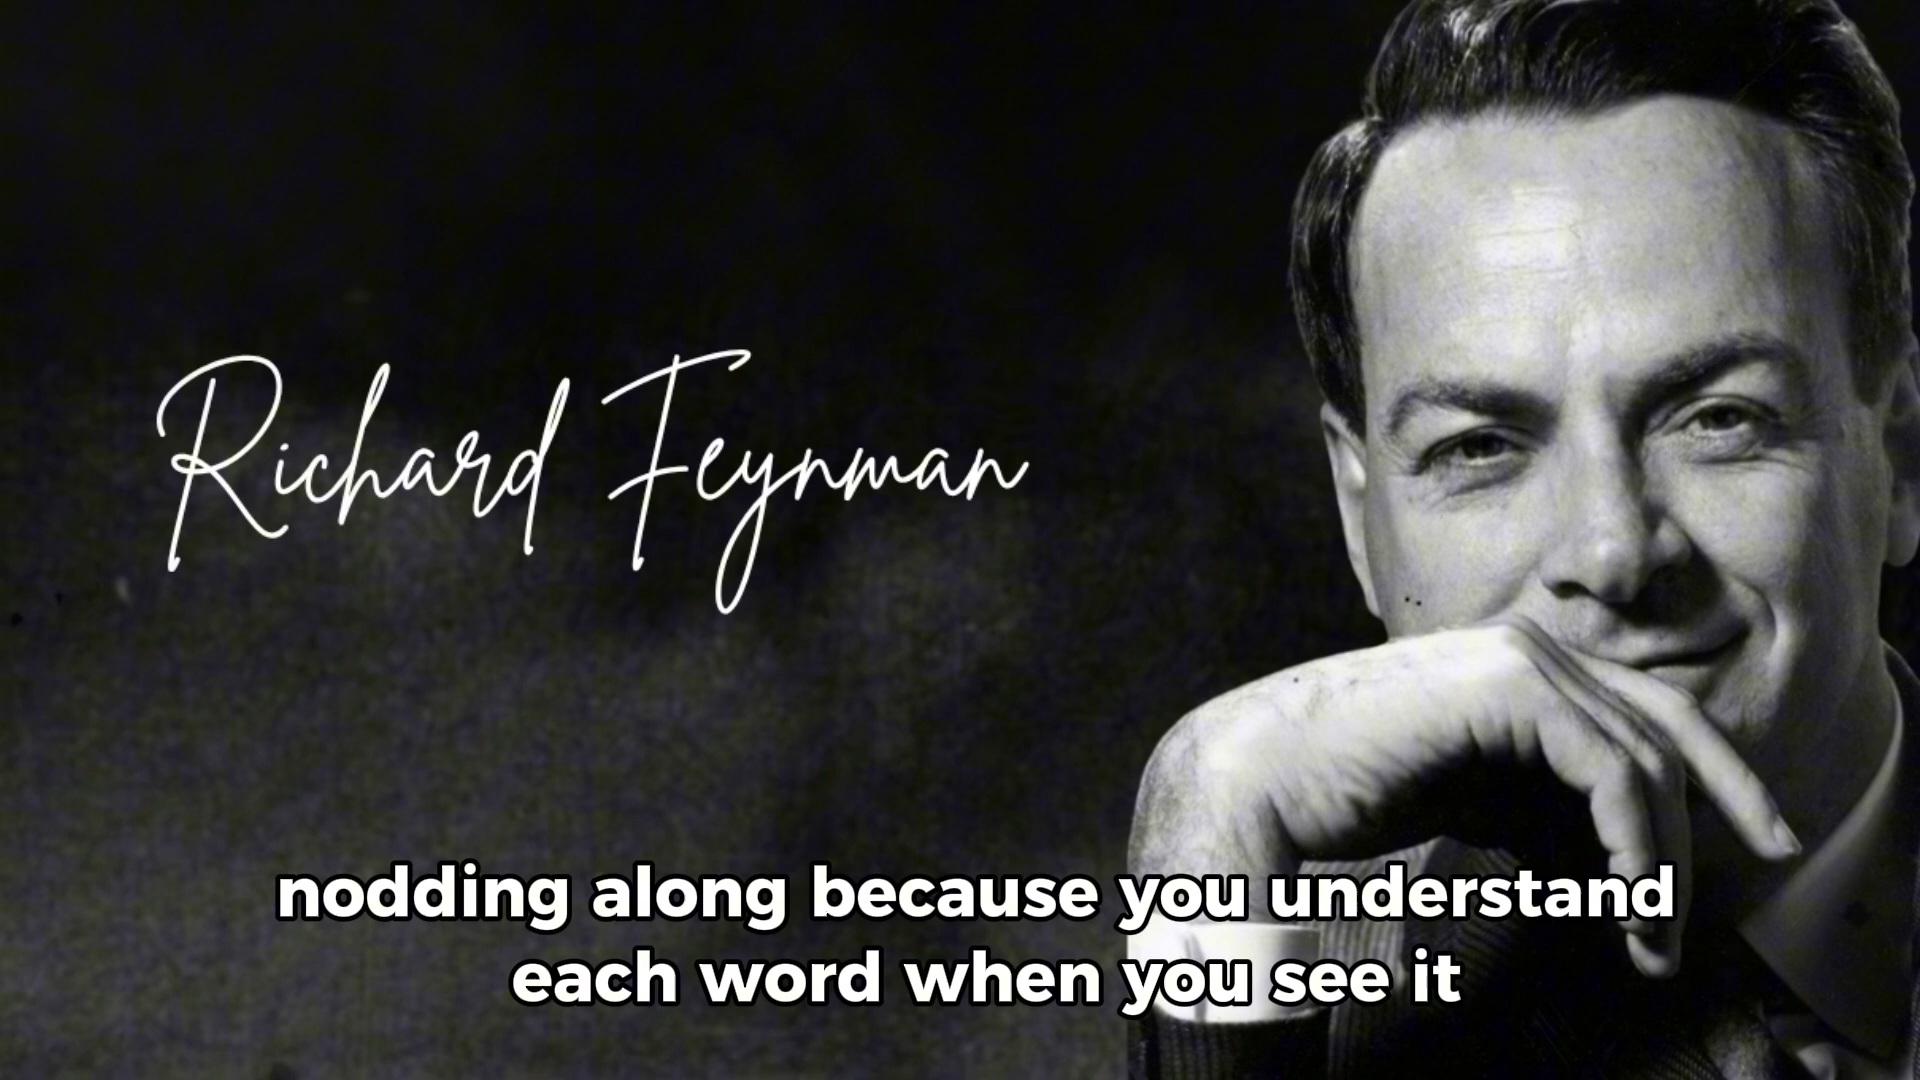 Richard Feynman
nodding along because you understand
each word when you see it